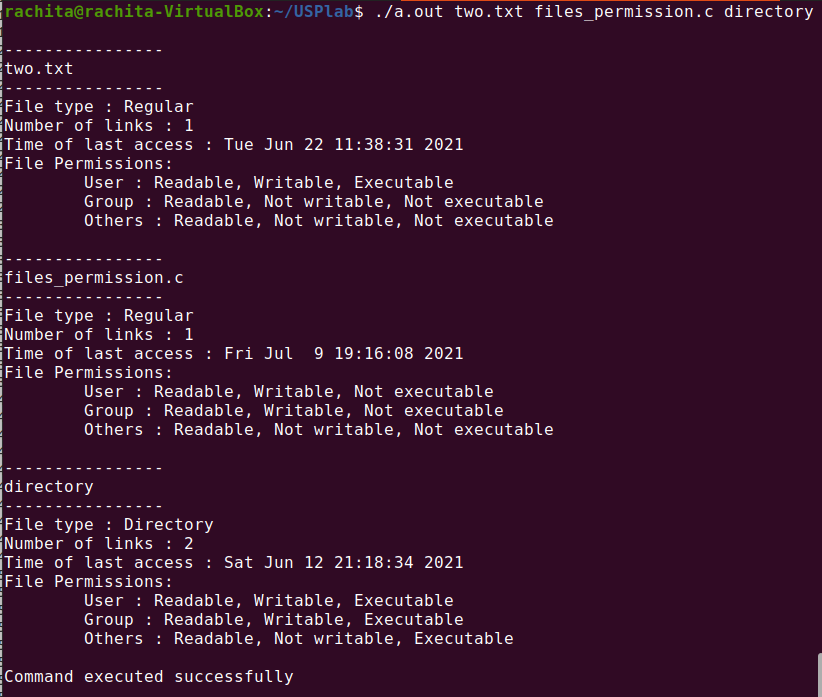 rachita@rachita-VirtualBox:~/USPlab$ ./a.out two.txt files_permission.c directory

----------------
two.txt
----------------
File type : Regular
Number of links : 1
Time of last access : Tue Jun 22 11:38:31 2021
File Permissions:
        User : Readable, Writable, Executable
        Group : Readable, Not writable, Not executable
        Others : Readable, Not writable, Not executable

----------------
files_permission.c
----------------
File type : Regular
Number of links : 1
Time of last access : Fri Jul  9 19:16:08 2021
File Permissions:
        User : Readable, Writable, Not executable
        Group : Readable, Writable, Not executable
        Others : Readable, Not writable, Not executable

----------------
directory
----------------
File type : Directory
Number of links : 2
Time of last access : Sat Jun 12 21:18:34 2021
File Permissions:
        User : Readable, Writable, Executable
        Group : Readable, Writable, Executable
        Others : Readable, Not writable, Executable

Command executed successfully